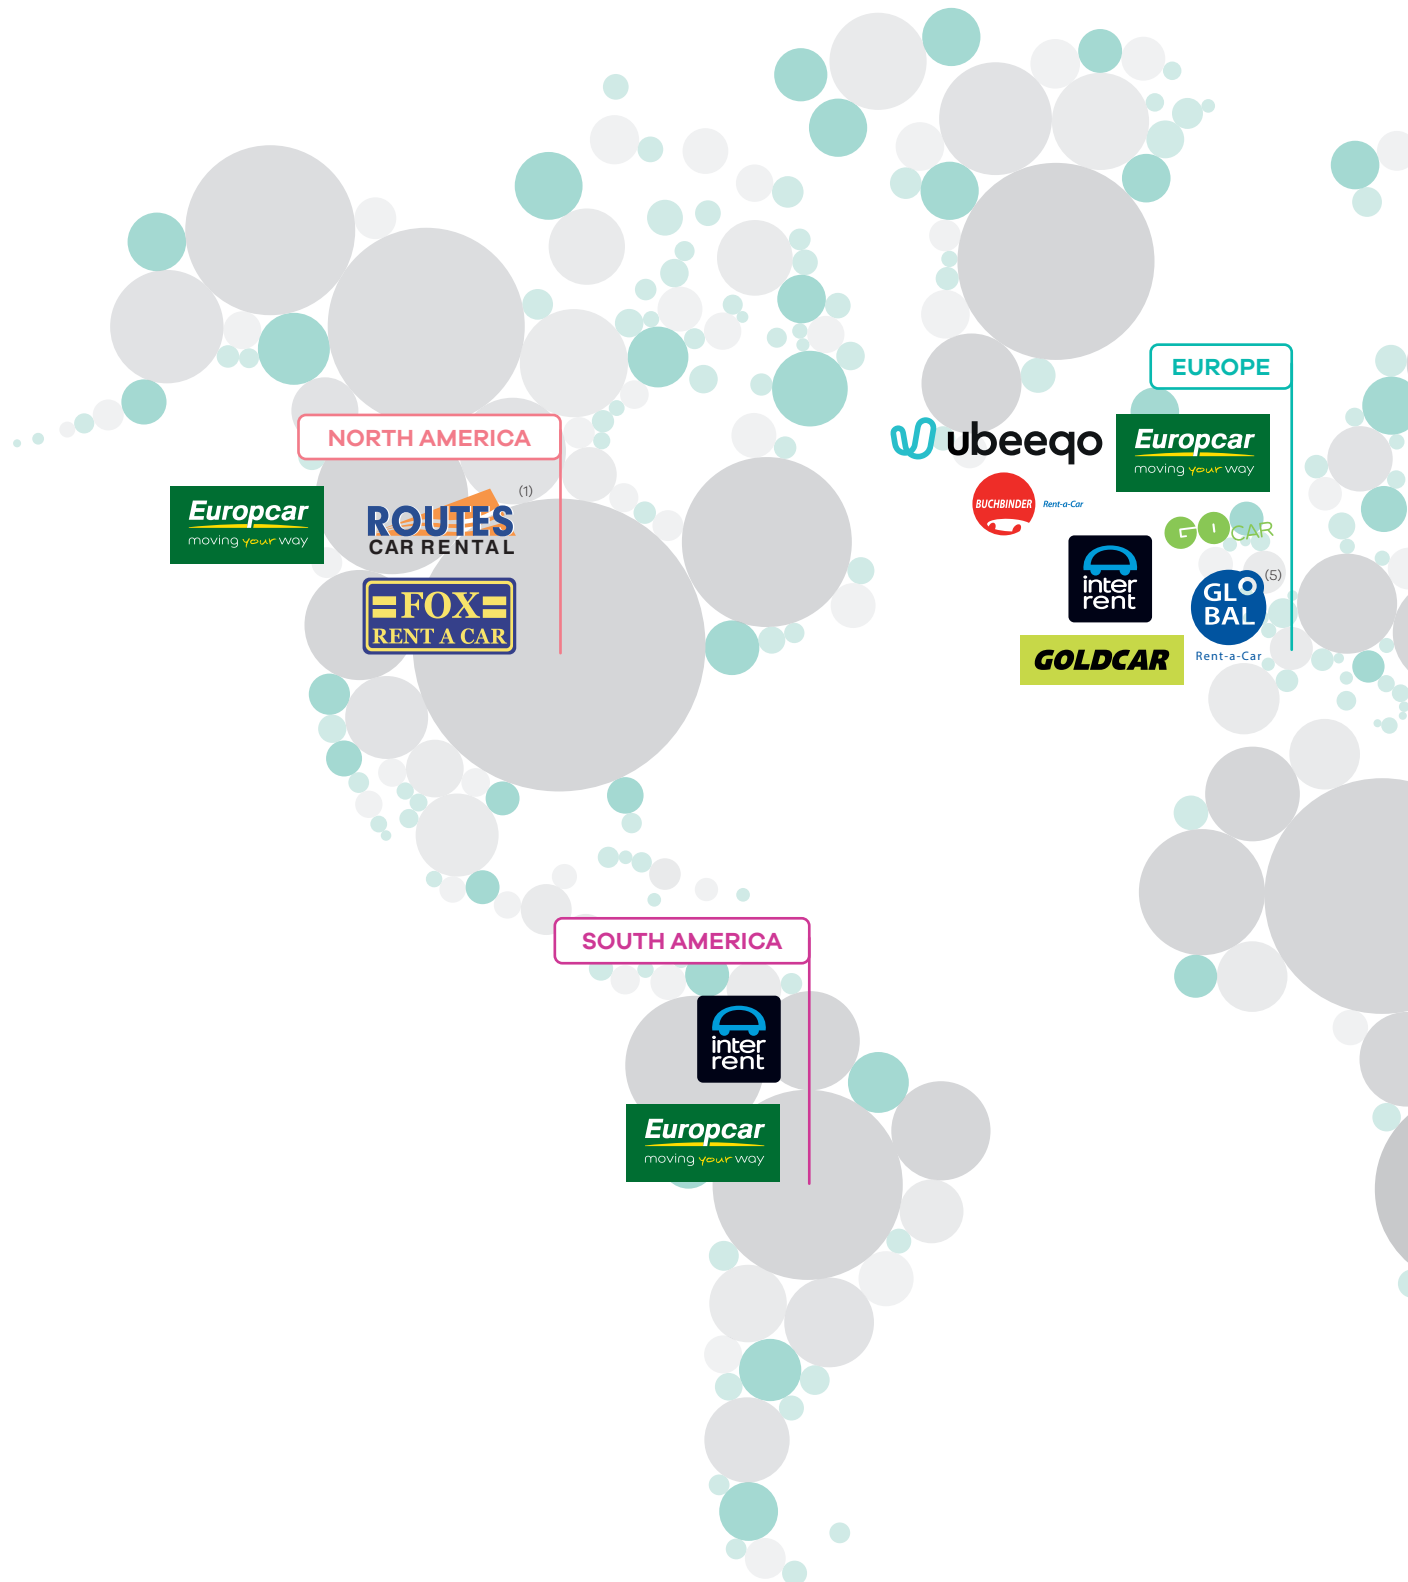 EUROPE
ubeeqo
Europcar
moving your way
BUCHBINDER Rent-a-Car
GOCAR
inter
rent
GLOBAL
(5)
Rent-a-Car
GOLDCAR
NORTH AMERICA
Europcar
moving your way
ROUTES
(1)
CAR RENTAL
FOX
RENT A CAR
SOUTH AMERICA
inter
rent
Europcar
moving your way